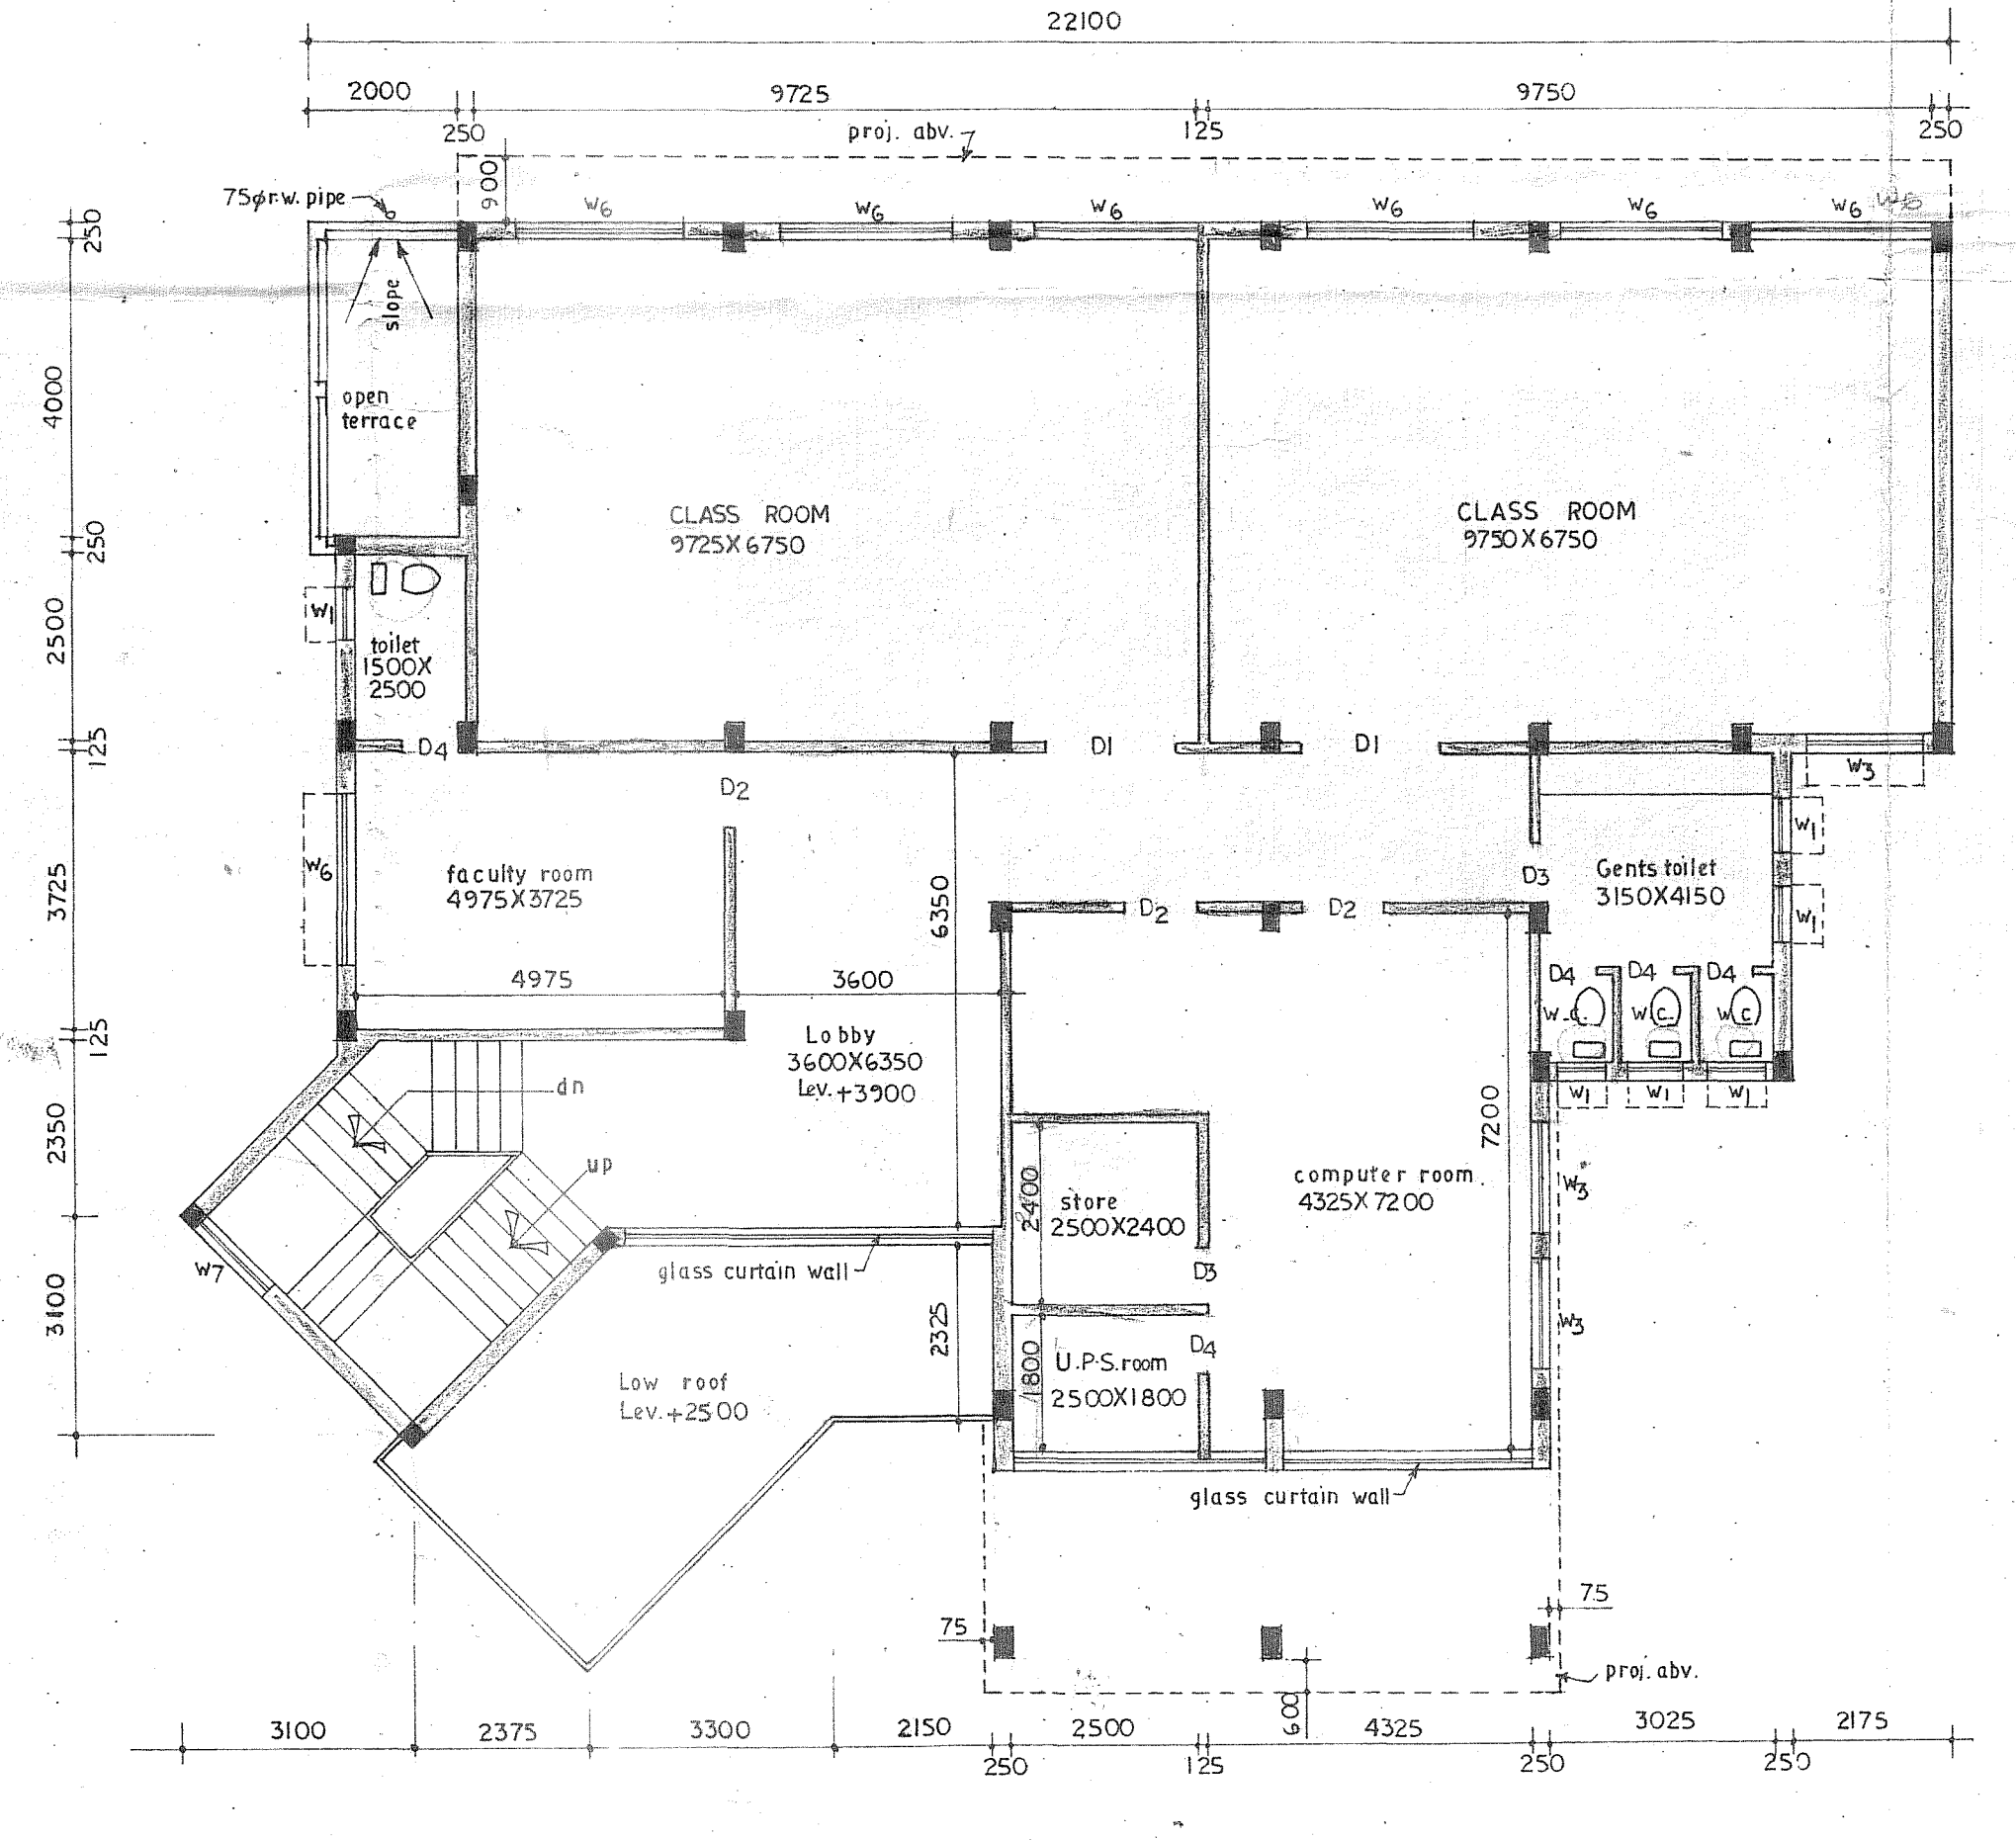 22100
2000
9725
9750
250
125
250
proj. abv.
900
75φr.w. pipe
W6
W6
W6
W6
W6
W6
250
slope
4000
open
terrace
CLASS ROOM
9725X6750
CLASS ROOM
9750X6750
250
2500
W1
toilet
1500X
2500
125
D4
D1
D1
D2
W3
W1
W6
faculty room
4975X3725
3725
6350
D3
Gents toilet
3150X4150
D2
D2
W1
4975
3600
D4
D4
D4
W.C.
W.C.
W.C.
125
Lobby
3600X6350
Lev.+3900
dn
W1
W1
W1
2350
7200
up
2400
store
2500X2400
computer room
4325X7200
W3
W7
glass curtain wall
D3
3100
2325
W3
1800
D4
U.P.S.room
2500X1800
Low roof
Lev.+2500
glass curtain wall
75
75
proj. abv.
600
3100
2375
3300
2150
2500
4325
3025
2175
250
125
250
250